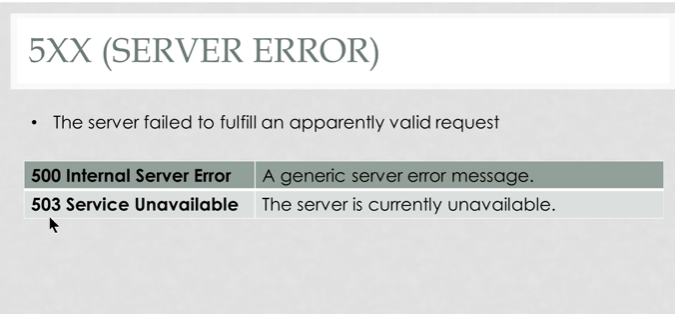 5XX (SERVER ERROR)
• The server failed to fulfill an apparently valid request
500 Internal Server Error A generic server error message.
503 Service Unavailable The server is currently unavailable.